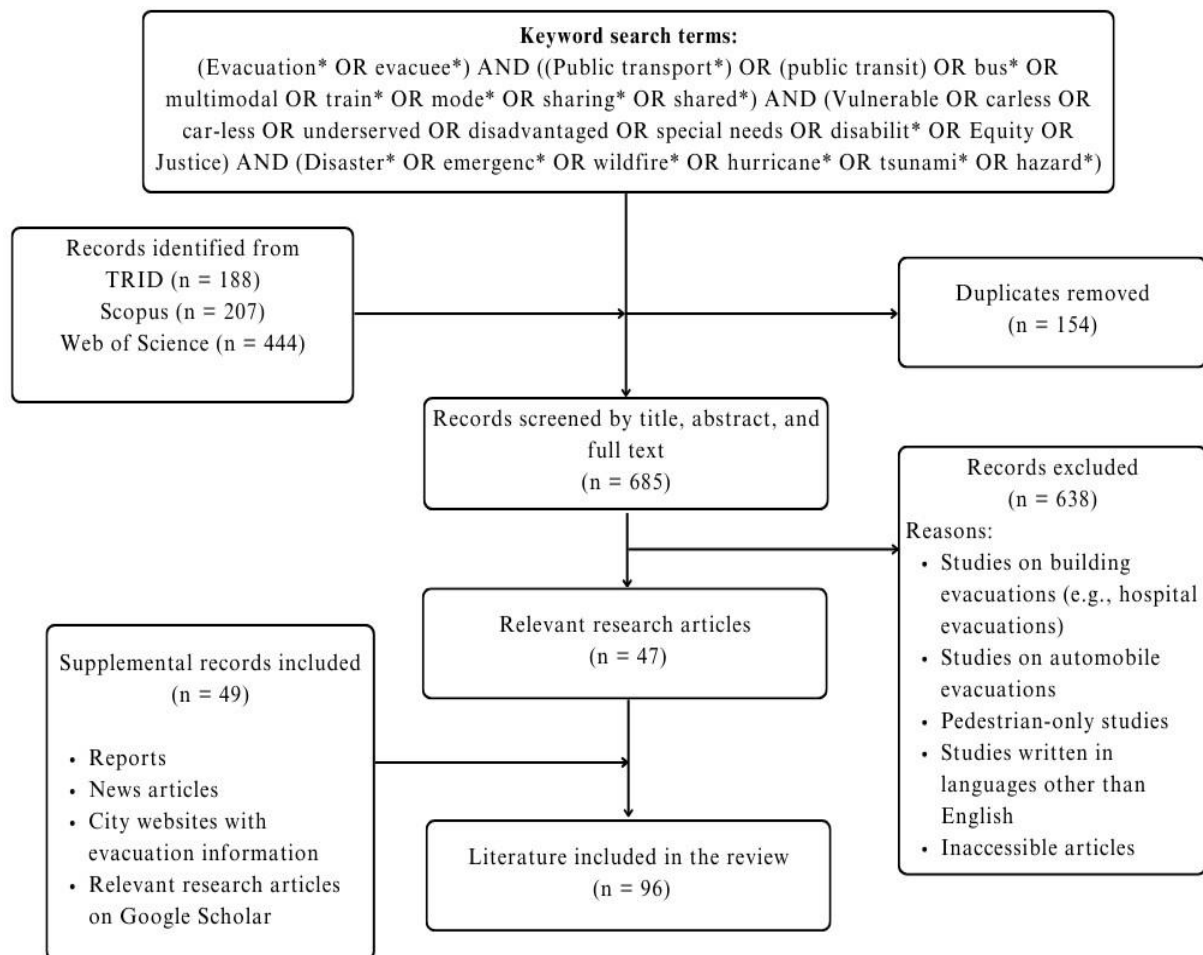 Keyword search terms:
(Evacuation* OR evacuee*) AND ((Public transport*) OR (public transit) OR bus* OR
multimodal OR train* OR mode* OR sharing* OR shared*) AND (Vulnerable OR carless OR
car-less OR underserved OR disadvantaged OR special needs OR disabilit* OR Equity OR
Justice) AND (Disaster* OR emergenc* OR wildfire* OR hurricane* OR tsunami* OR hazard*)
Records identified from
TRID (n = 188)
Scopus (n = 207)
Web of Science (n = 444)
Duplicates removed
(n = 154)
Records screened by title, abstract, and
full text
(n = 685)
Records excluded
(n = 638)
Reasons:
• Studies on building
evacuations (e.g., hospital
evacuations)
• Studies on automobile
evacuations
• Pedestrian-only studies
• Studies written in
languages other than
English
• Inaccessible articles
Relevant research articles
(n = 47)
Supplemental records included
(n = 49)
• Reports
• News articles
• City websites with
evacuation information
• Relevant research articles
on Google Scholar
Literature included in the review
(n = 96)